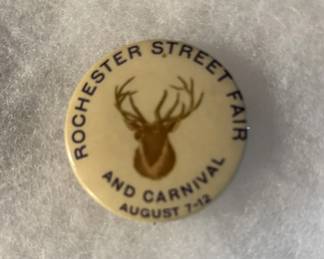 ROCHESTER STREET FAIR
AND CARNIVAL
AUGUST 7-12